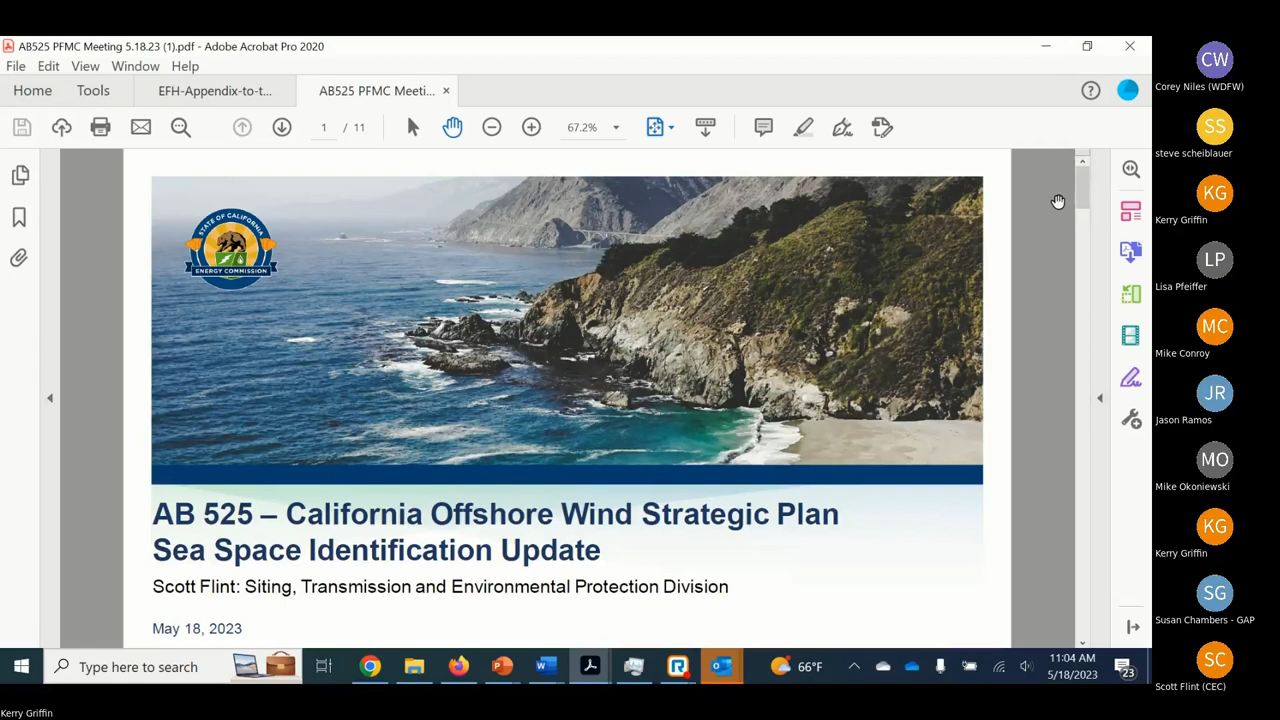 AB525 PFMC Meeting 5.18.23 (1).pdf - Adobe Acrobat Pro 2020
File Edit View Window Help
Home Tools EFH-Appendix-to-t... AB525 PFMC Meeti... ×
1 / 11 67.2%
STATE OF CALIFORNIA
ENERGY COMMISSION
AB 525 – California Offshore Wind Strategic Plan
Sea Space Identification Update
Scott Flint: Siting, Transmission and Environmental Protection Division
May 18, 2023
Type here to search
66°F
11:04 AM
5/18/2023
23
CW
Corey Niles (WDFW)
SS
steve scheiblauer
KG
Kerry Griffin
LP
Lisa Pfeiffer
MC
Mike Conroy
JR
Jason Ramos
MO
Mike Okoniewski
KG
Kerry Griffin
SG
Susan Chambers - GAP
SC
Scott Flint (CEC)
Kerry Griffin